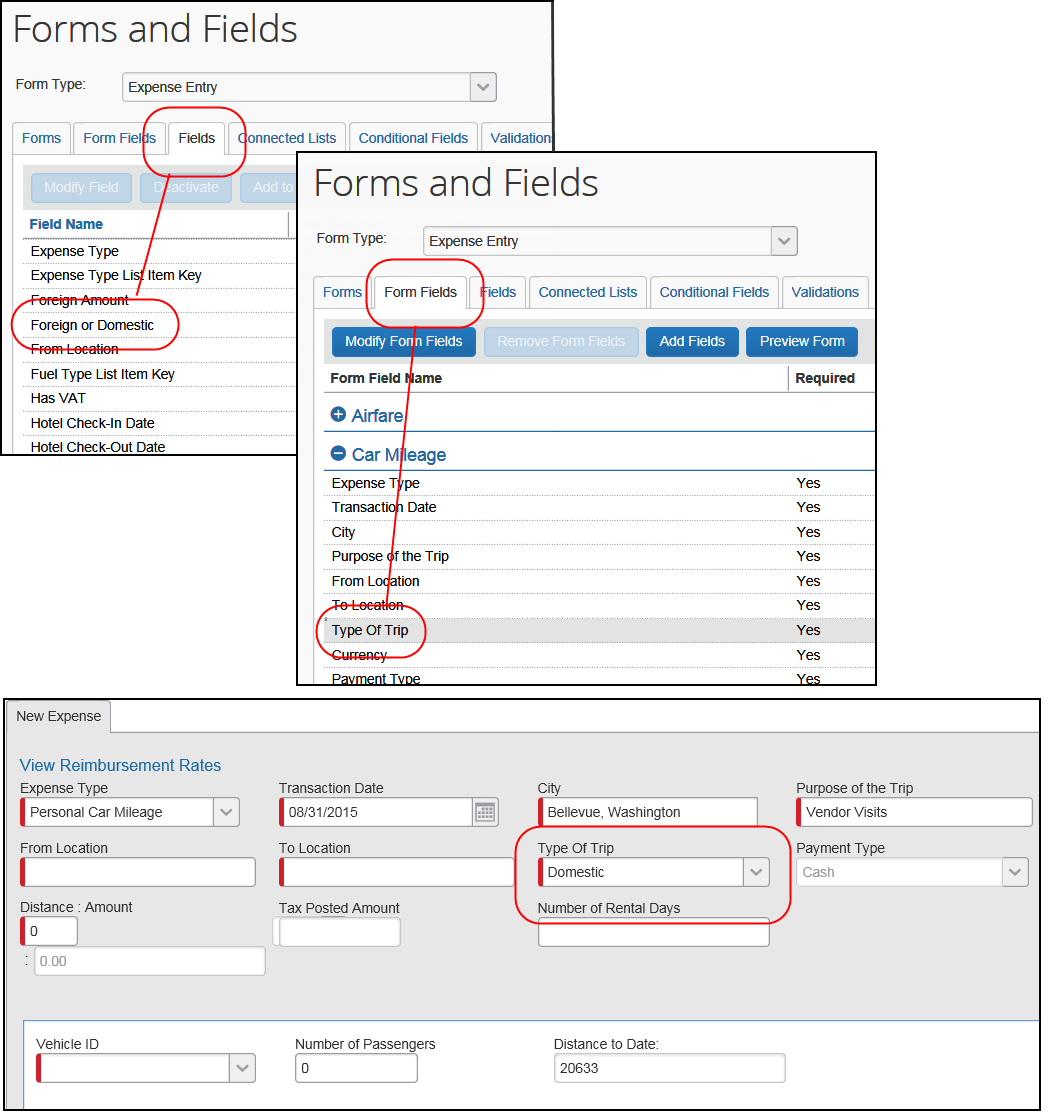 Forms and Fields
Form Type: Expense Entry
Forms Form Fields Fields Connected Lists Conditional Fields Validation
Modify Field Deactivate Add to
Field Name
Expense Type
Expense Type List Item Key
Foreign Amount
Foreign or Domestic
From Location
Fuel Type List Item Key
Has VAT
Hotel Check-In Date
Hotel Check-Out Date
Forms and Fields
Form Type: Expense Entry
Forms Form Fields Fields Connected Lists Conditional Fields Validations
Modify Form Fields Remove Form Fields Add Fields Preview Form
Form Field Name Required
Airfare
Car Mileage
Expense Type Yes
Transaction Date Yes
City Yes
Purpose of the Trip Yes
From Location Yes
To Location Yes
Type Of Trip Yes
Currency Yes
Payment Type Yes
New Expense
View Reimbursement Rates
Expense Type Transaction Date City Purpose of the Trip
Personal Car Mileage 08/31/2015 Bellevue, Washington Vendor Visits
From Location To Location Type Of Trip Payment Type
Domestic Cash
Distance : Amount Tax Posted Amount Number of Rental Days
0
: 0.00
Vehicle ID Number of Passengers Distance to Date:
0 20633